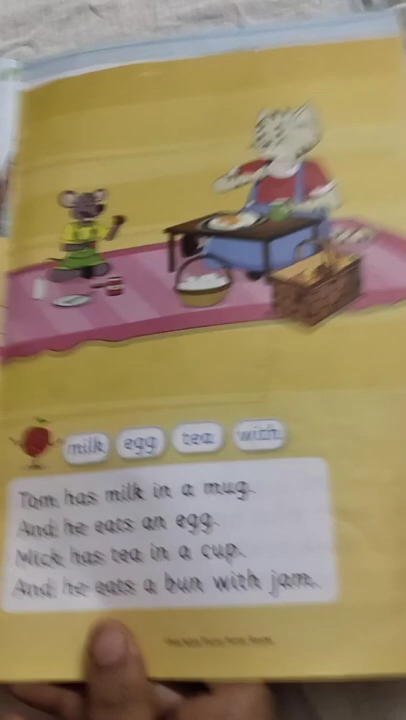 milk egg tea with
Tom has milk in a mug.
And he eats an egg.
Mick has tea in a cup.
And he eats a bun with jam.